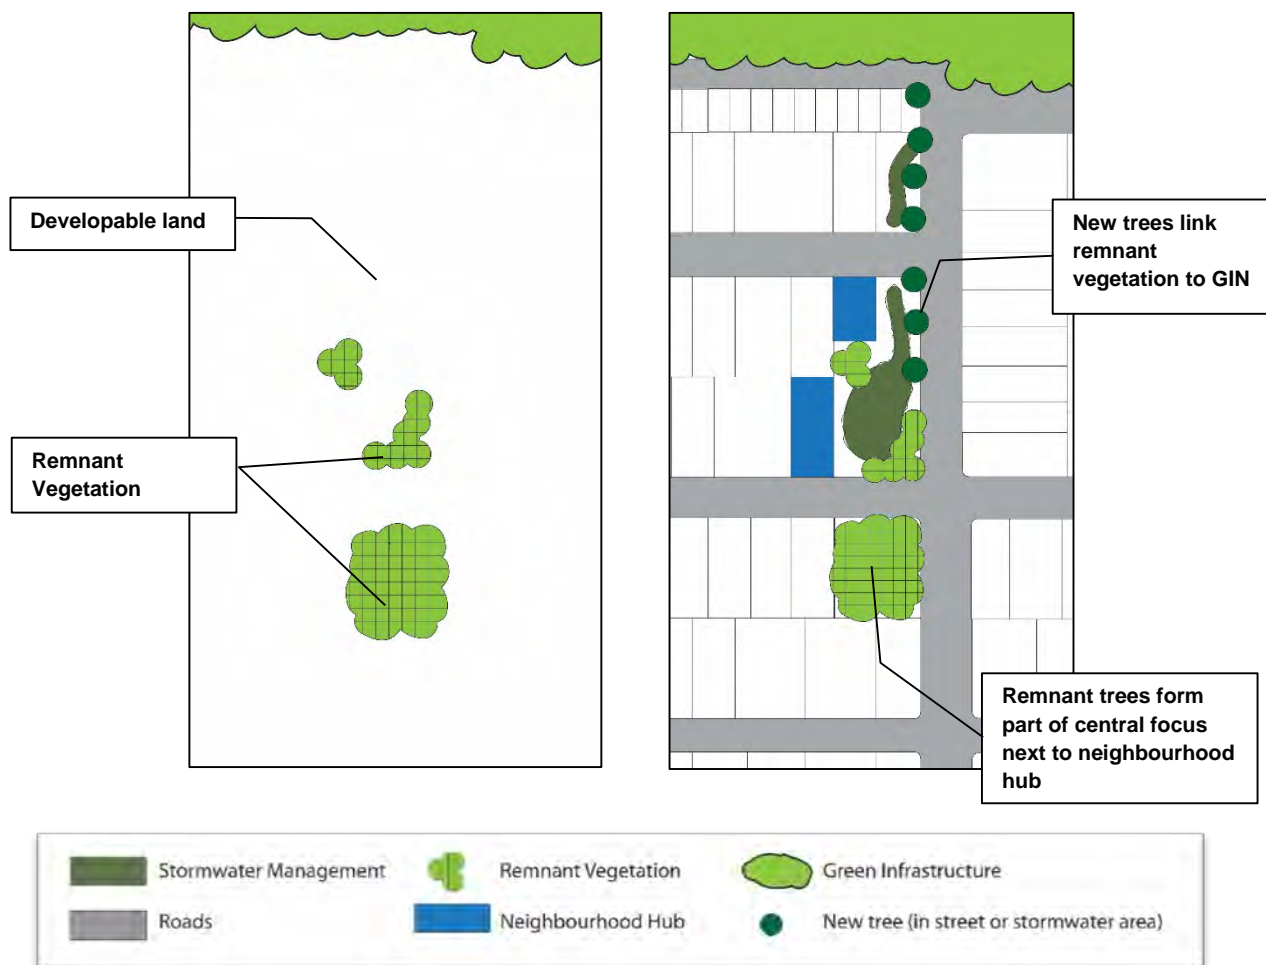 Developable land
Remnant
Vegetation
New trees link
remnant
vegetation to GIN
Remnant trees form
part of central focus
next to neighbourhood
hub
Stormwater Management
Remnant Vegetation
Green Infrastructure
Roads
Neighbourhood Hub
New tree (in street or stormwater area)